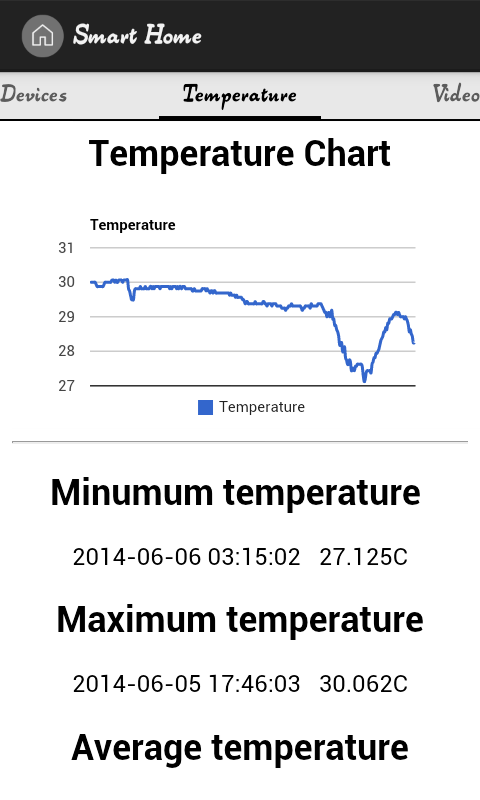 Smart Home
Devices Temperature Video
Temperature Chart
Temperature
31
30
29
28
27
Temperature
Minumum temperature
2014-06-06 03:15:02 27.125C
Maximum temperature
2014-06-05 17:46:03 30.062C
Average temperature